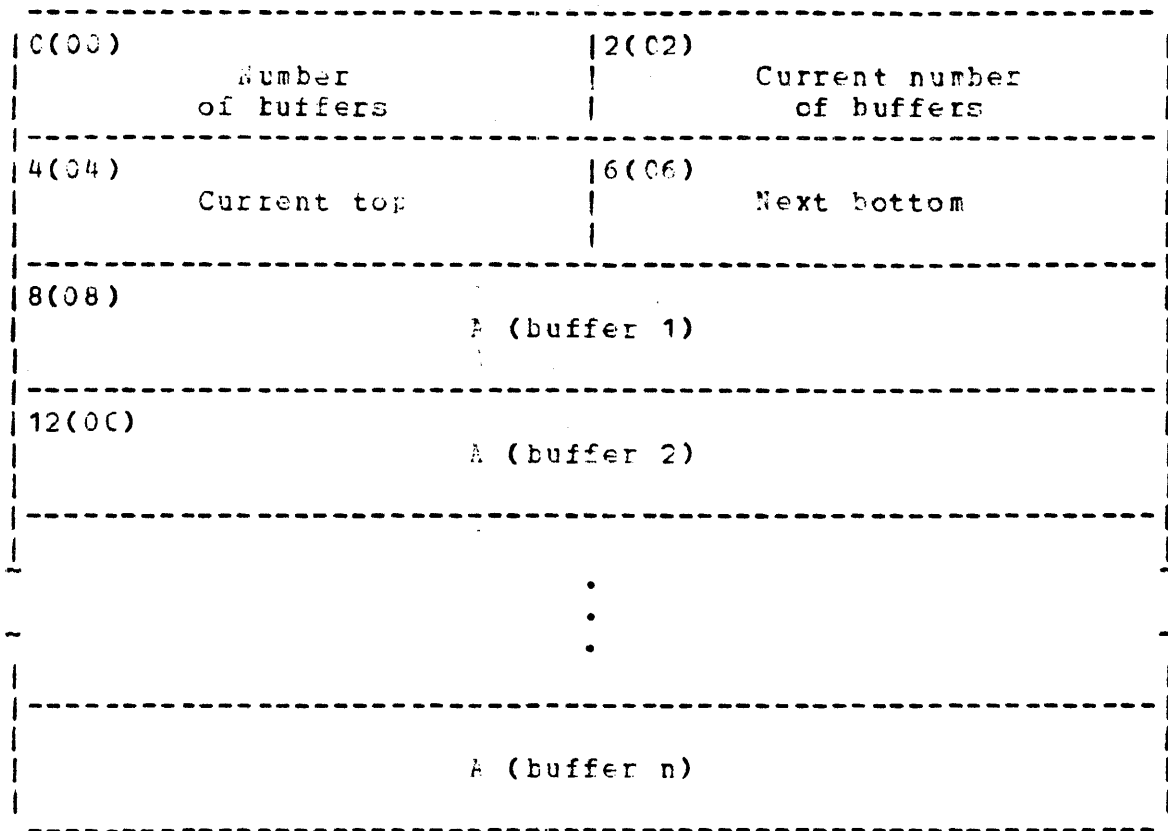 0(00) 2(02)
Number Current number
of buffers of buffers
4(04) 6(06)
Current top Next bottom
8(08)
A (buffer 1)
12(0C)
A (buffer 2)
.
.
.
A (buffer n)